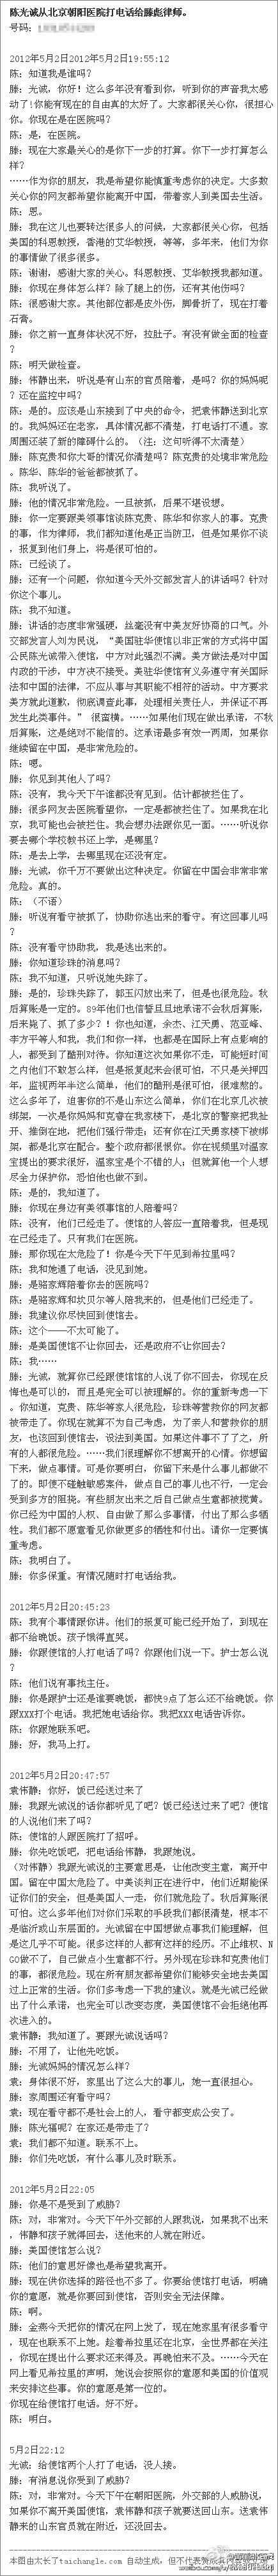 陈光诚从北京朝阳医院打电话给滕彪律师。
号码：
2012年5月2日2012年5月2日19:55:12
陈：知道我是谁吗？
滕：光诚，你好！这么多年没有看到你，听到你的声音我太感
动了!你能有现在的自由真的太好了。大家都很关心你，很担心
你。你现在是在医院吗？
陈：是，在医院。
滕：现在大家最关心的是你下一步的打算。你下一步打算怎么
样？
……作为你的朋友，我是希望你能慎重考虑你的决定。大多数
关心你的网友都希望你能离开中国，带着家人到美国去生活。
陈：恩。
滕：我在这儿也要转达很多人的问候，大家都很关心你，包括
美国的科恩教授，香港的艾华教授，等等，多年来，他们为你
的事情做了很多很多。
陈：谢谢，感谢大家的关心。科恩教授、艾华教授我都知道。
滕：你现在身体怎么样？除了腿上的伤，还有其他伤吗？
陈：很感谢大家。其他部位都是皮外伤，脚骨折了，现在打着
石膏。
滕：你之前一直身体状况不好，拉肚子。有没有做全面的检查
？
陈：明天做检查。
滕：伟静出来，听说是有山东的官员陪着，是吗？你的妈妈呢
？还在监控中吗？
陈：是的。应该是山东接到了中央的命令，把袁伟静送到北京
的。我妈妈还在老家，具体情况都不清楚，打电话打不通。家
周围还装了新的障碍什么的。（注：这句听得不太清楚）
滕：陈克贵和你大哥的情况你清楚吗？陈克贵的处境非常危险
。陈华、陈华的爸爸都被抓了。
陈：我听说了。
滕：他的情况非常危险。一旦被抓，后果不堪设想。
滕：你一定要跟美领事馆谈陈克贵、陈华和你家人的事。克贵
的事，作为律师，我们都知道他是正当防卫，但是如果你不谈
，报复到他们身上，将是很可怕的。
陈：已经谈了。
滕：还有一个问题，你知道今天外交部发言人的讲话吗？针对
你这个事儿。
陈：我不知道。
滕：讲话的态度非常强硬，丝毫没有中美友好协商的口气。外
交部发言人刘为民说，“美国驻华使馆以非正常的方式将中国
公民陈光诚带入使馆，中方对此强烈不满。美方做法是对中国
内政的干涉，中方决不接受。美驻华使馆有义务遵守有关国际
法和中国的法律，不应从事与其职能不相符的活动。中方要求
美方就此道歉，彻底调查此事，处理相关责任人，并保证不再
发生此类事件。” 很蛮横。……如果他们现在做出承诺，不秋
后算账，这是绝对不能信的。这承诺最多有效一两周，如果你
继续留在中国，是非常危险的。
陈：嗯。
滕：你见到其他人了吗？
陈：没有，我今天下午谁都没有见到。估计都被拦住了。
滕：很多网友去医院看望你，一定是都被拦住了。如果我在北
京，我可能也会被拦住。我会想办法跟你见一面。……听说你
要去哪个学校教书还上学，是哪里？
陈：是去上学，去哪里现在还没有定。
滕：光诚，你千万不要做出这种决定。你留在中国会非常非常
危险。真的。
陈：（不语）
滕：听说有看守被抓了，协助你逃出来的看守。有这回事儿吗
？
陈：没有看守协助我，我是逃出来的。
滕：你知道珍珠的消息吗？
陈：我不知道，只听说她失踪了。
滕：是的，珍珠失踪了，郭玉闪放出来了，但是也很危险。秋
后算账是一定的。89年他们也信誓旦旦地承诺不会秋后算账，
后来毙了、抓了多少？！你也知道，余杰、江天勇、范亚峰、
李方平等人和我，我们和你一样，也都是在国际上有点影响的
人，都受到了酷刑对待。你知道这次如果你不走，可能短时间
之内他们不敢怎么样，但是报复起来会很可怕，不只是关押四
年，监视两年半这么简单，他们的酷刑是很可怕，很难熬的。
这么多年了，迫害你的不是山东这么简单，你们在北京几次被
绑架，一次是你妈妈和克睿在我家楼下，是北京的警察把我扯
开、推倒在地，把他们强行带走；还有你在江天勇家楼下被绑
架，都是北京在配合。整个政府都很恨你。你在视频里对温家
宝提出的要求很好，温家宝是个不错的人；但就算他一个人想
尽全力保护你，恐怕他也做不到。
陈：是的，我知道了。
滕：你现在身边有美领事馆的人陪着吗？
陈：没有，他们已经走了。使馆的人答应一直陪着我，但是现
在已经走了。只有我们在医院。
滕：那你现在太危险了！你是今天下午见到希拉里吗？
陈：我和她通了电话，没见到她。
滕：是骆家辉陪着你去的医院吗？
陈：是骆家辉和坎贝尔等人陪我来的，但是他们已经走了。
滕：我建议你尽快回到使馆去。
陈：这个——不太可能了。
滕：是美国使馆不让你回去，还是政府不让你回去？
陈：我……
滕：光诚，就算你已经跟使馆馆的人说了你不回去，你现在反
悔也是可以的，而且是完全可以被理解的。你的重新考虑一下
。你知道，克贵、陈华等家人很危险，珍珠等营救你的网友都
被带走了。你现在就算不为自己考虑，为了亲人和营救你的朋
友，也该回到使馆去，设法到美国。如果这件事不了了之，所
有的人都很危险。……我们很理解你不想离开的心情。你想留
下来，做点事情。可是你要明白，你留下来是什么事儿都做不
了的。即使不碰触敏感案件，做点自己的事儿也不行，一定会
受到多方的阻挠。有些朋友出来之后自己做点生意都被搅黄。
你已经为中国的人权、自由做了那么多事情，付出了那么多牺
牲。我们都不愿意看见你做更多的牺牲和付出。请你一定要慎
重考虑。
陈：我明白了。
滕：你多保重。有情况随时打电话给我。
2012年5月2日20:45:23
陈：我有个事情跟你讲。他们的报复可能已经开始了，到现在
都不给晚饭。孩子饿得直哭。
滕：你跟使馆的人打电话了吗？你跟他们说一下。护士怎么说
？
陈：他们说有事找主任。
滕：你是跟护士还是谁要晚饭，都快9点了怎么还不给晚饭。你
跟XXX打个电话。我把她电话给你。我把XXX电话告诉你。
陈：你跟她联系吧。
滕：好，我马上打。
2012年5月2日20:47:57
袁伟静：你好，饭已经送过来了
滕：我跟光诚说的话你都听见了吧？饭已经送过来了吧？使馆
的人说他们来了吗？
陈：使馆的人跟医院打了招呼。
滕：你先吃饭吧，把电话给伟静，我跟她说。
（对伟静）我跟光诚说的主要意思是，让他改变主意，离开中
国。留在中国太危险了。中美谈判正在进行中，他们近期能保
证你们的安全，但是美国人一走，你们就危险了。秋后算账很
可怕。这么多年他们对你们采取的手段我们都很清楚，根本不
是临沂或山东层面的。光诚留在中国想做点事我们能理解，但
是这几乎不可能。很多这样的人都有这样的经历。不止维权、N
GO做不了，自己做点小生意都不行。另外现在珍珠和克贵他们
的事，都很危险。现在所有朋友都希望你们能够安全地去美国
过上正常的生活。你们多考虑一下我的建议。就是光诚已经做
出了什么承诺，也完全可以改变态度，美国使馆不会拒绝他再
次进入的。
袁伟静：我知道了。要跟光诚说话吗？
滕：不用了，让他先吃饭。
滕：光诚妈妈的情况怎么样？
袁：身体很不好，家里出了这么大的事儿，她一直很担心。
滕：家周围还有看守吗？
袁：现在看守都不是社会上的人，看守都变成公安了。
滕：陈光福呢？在家还是带走了？
袁：我们都不知道。联系不上。
滕：你们先吃饭，有什么事儿及时联系。
2012年5月2日22:05
滕：你是不是受到了威胁？
陈：对，非常对。今天下午外交部的人跟我说，如果我不出来
，伟静和孩子就得回去，送他来的人就在附近。
滕：美国使馆怎么说？
陈：他们的意思好像也是希望我离开。
滕：现在供你选择的路径也不多了。你要给使馆打电话，明确
你的意愿，就是你要回到使馆，否则安全无法保障。
陈：啊。
滕：金燕今天把你的情况在网上发了，现在她家里有很多看守
，现在也联系不上她。趁着希拉里还在北京，全世界都在关注
，你现在提出什么要求还来得及。再晚怕来不及。……今天在
网上看见希拉里的声明，她说会按照你的意愿和美国的价值观
来安排这些事。你的意愿是第一位的。
你现在给使馆打电话。好不好。
陈：明白。
5月2日22:12
光诚：给使馆两个人打了电话，没人接。
滕：有消息说你受到了威胁？
陈：对，非常对。今天下午在朝阳医院，外交部的人威胁说，
如果你不离开美国使馆，伟静和孩子就要送回山东。送袁伟
静来的山东官员就在附近，还没回去。
本图由太长了taichangle.com 自动生成，但不代表